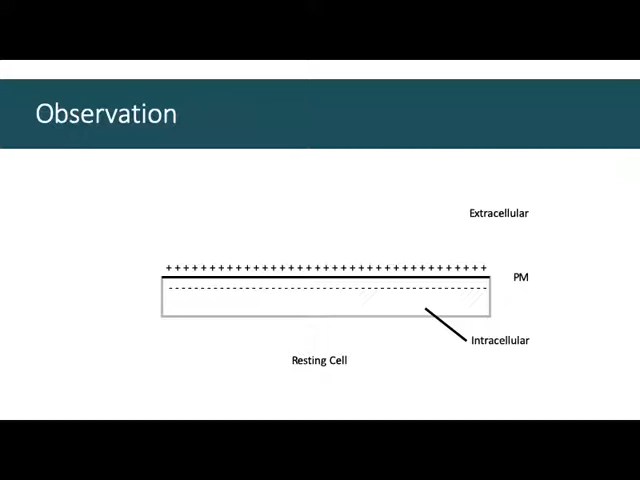 Observation
Extracellular
+++++++++++++++++++++++++++++++++++++
PM
- - - - - - - - - - - - - - - - - - - - - - - - - - - - - - - - - - - - -
Intracellular
Resting Cell